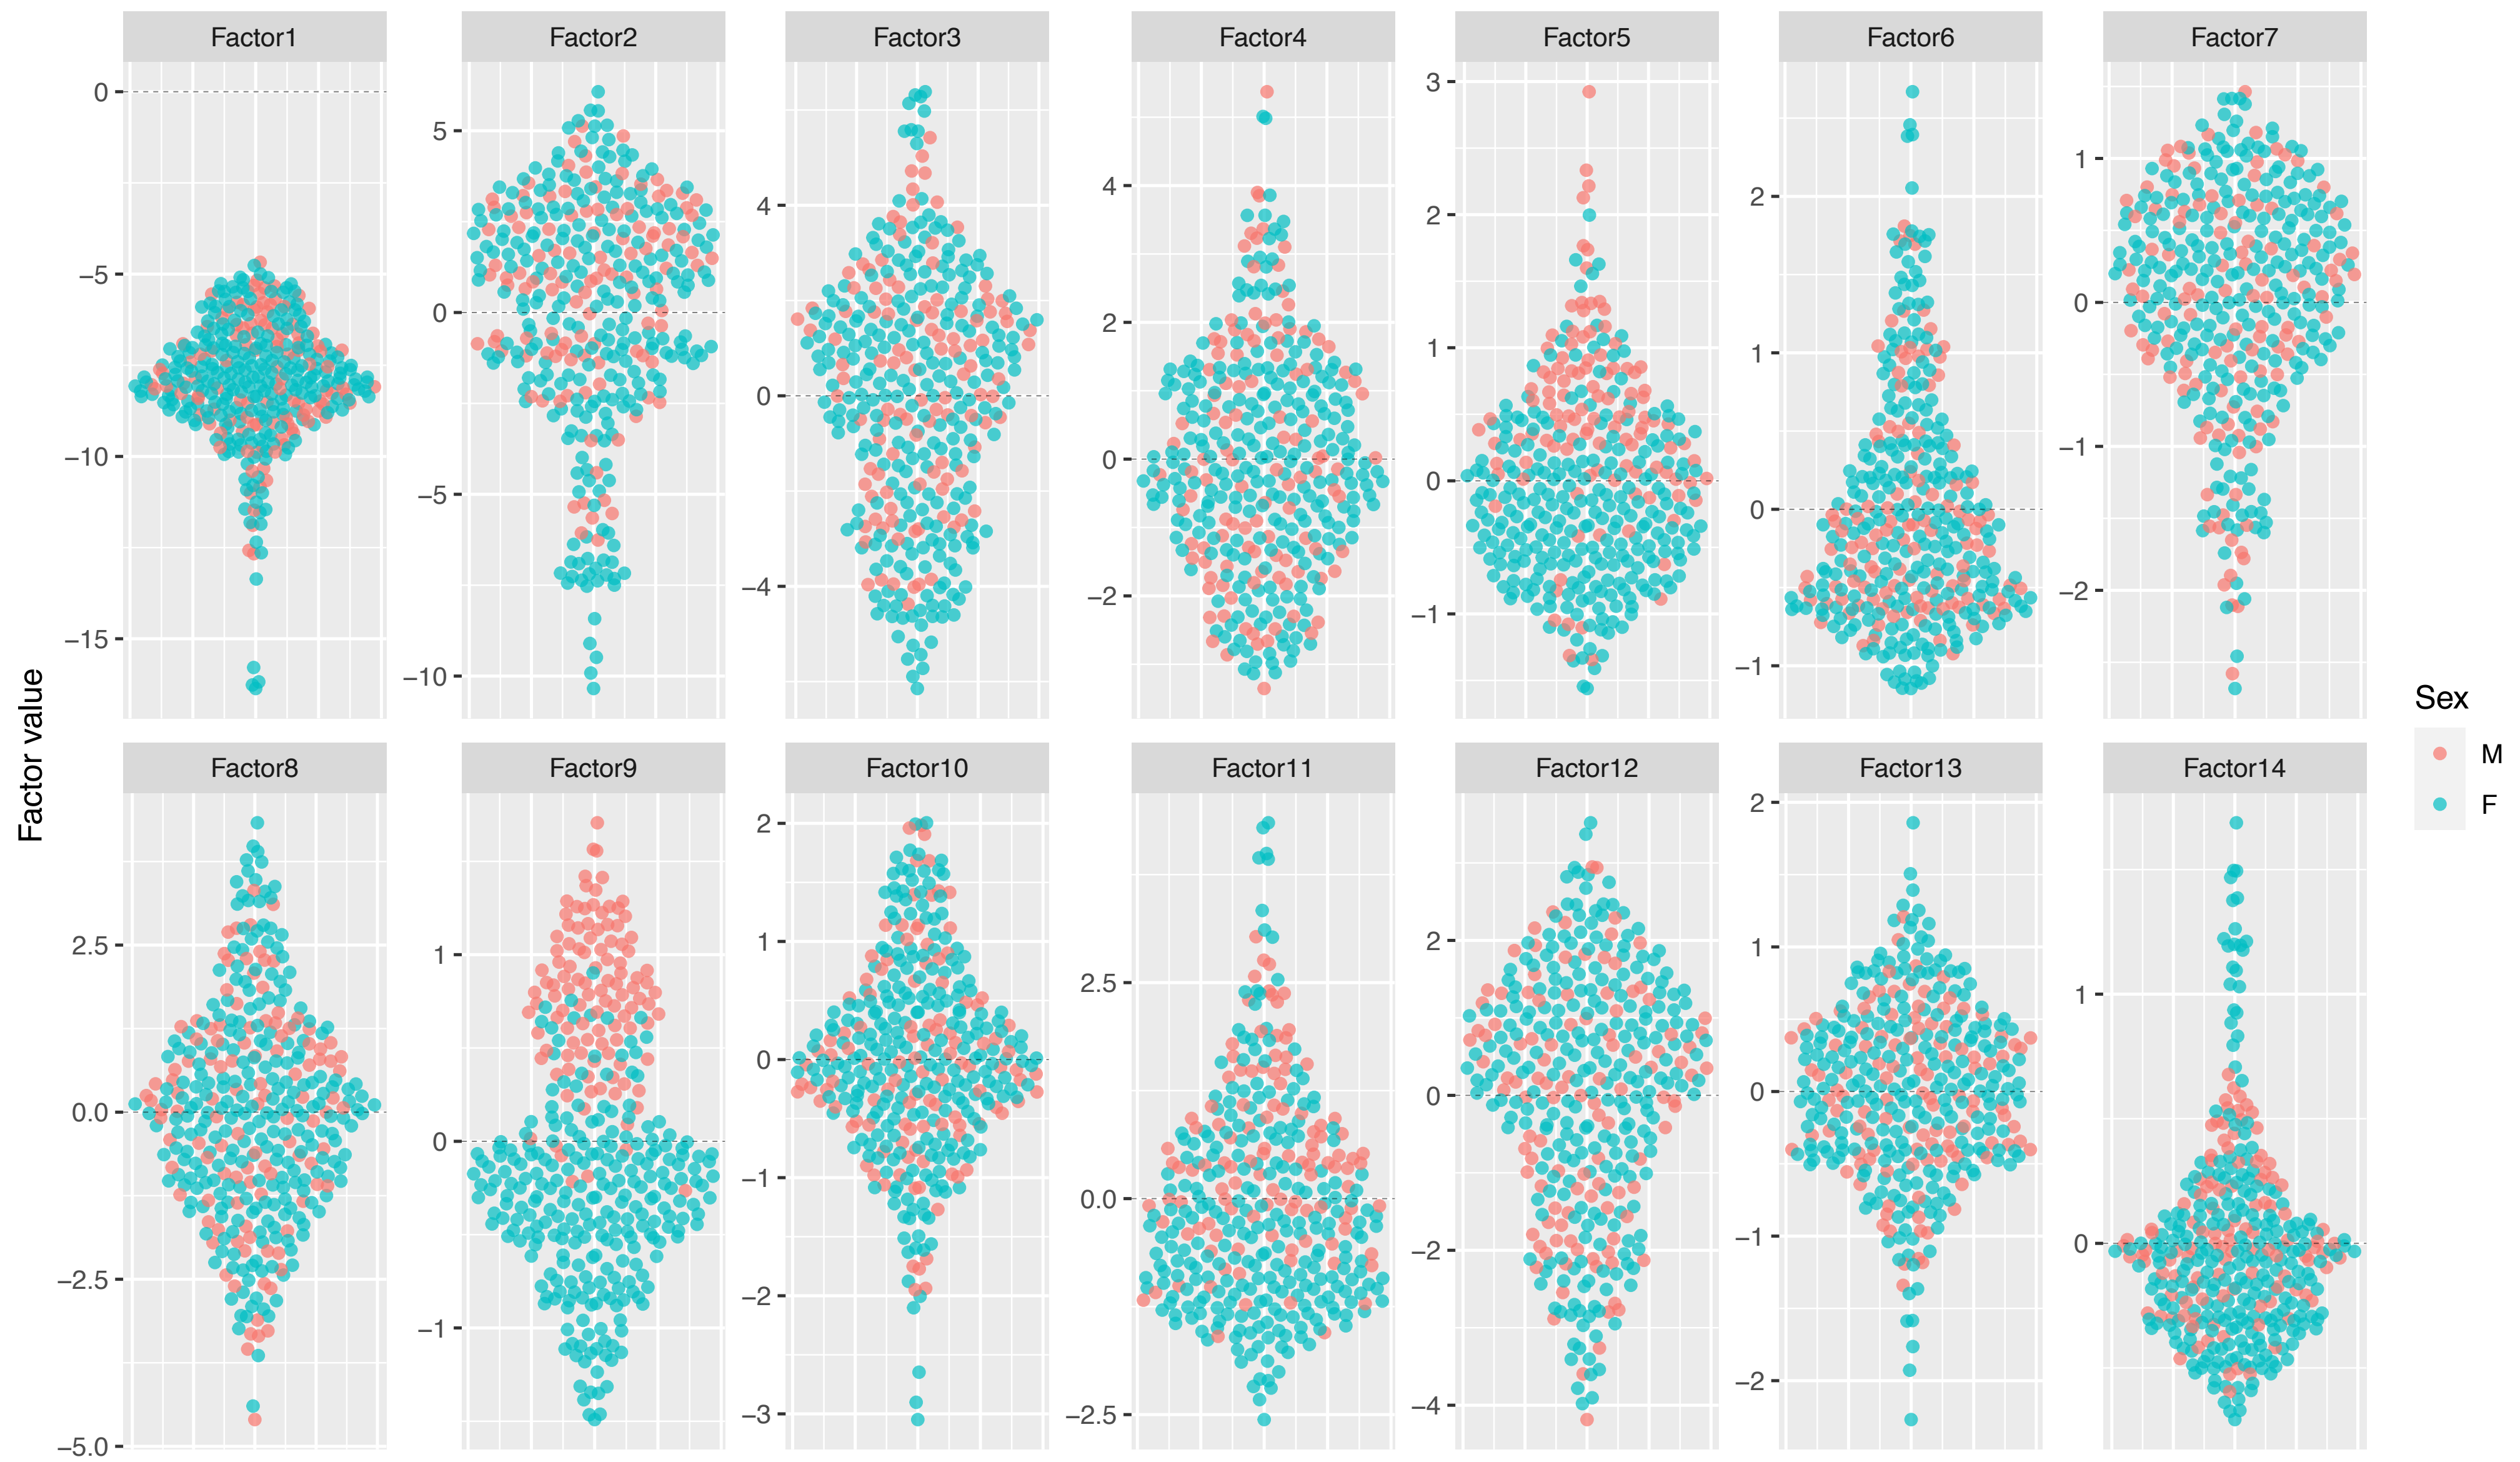 Factor1 Factor2 Factor3 Factor4 Factor5 Factor6 Factor7
0 −5 −10 −15
5 0 −5 −10
4 0 −4
4 2 0 −2
3 2 1 0 −1
2 1 0 −1
1 0 −1 −2
Factor value
Factor8 Factor9 Factor10 Factor11 Factor12 Factor13 Factor14
2.5 0.0 −2.5 −5.0
1 0 −1
2 1 0 −1 −2 −3
2.5 0.0 −2.5
2 0 −2 −4
2 1 0 −1 −2
1 0
Sex
M
F